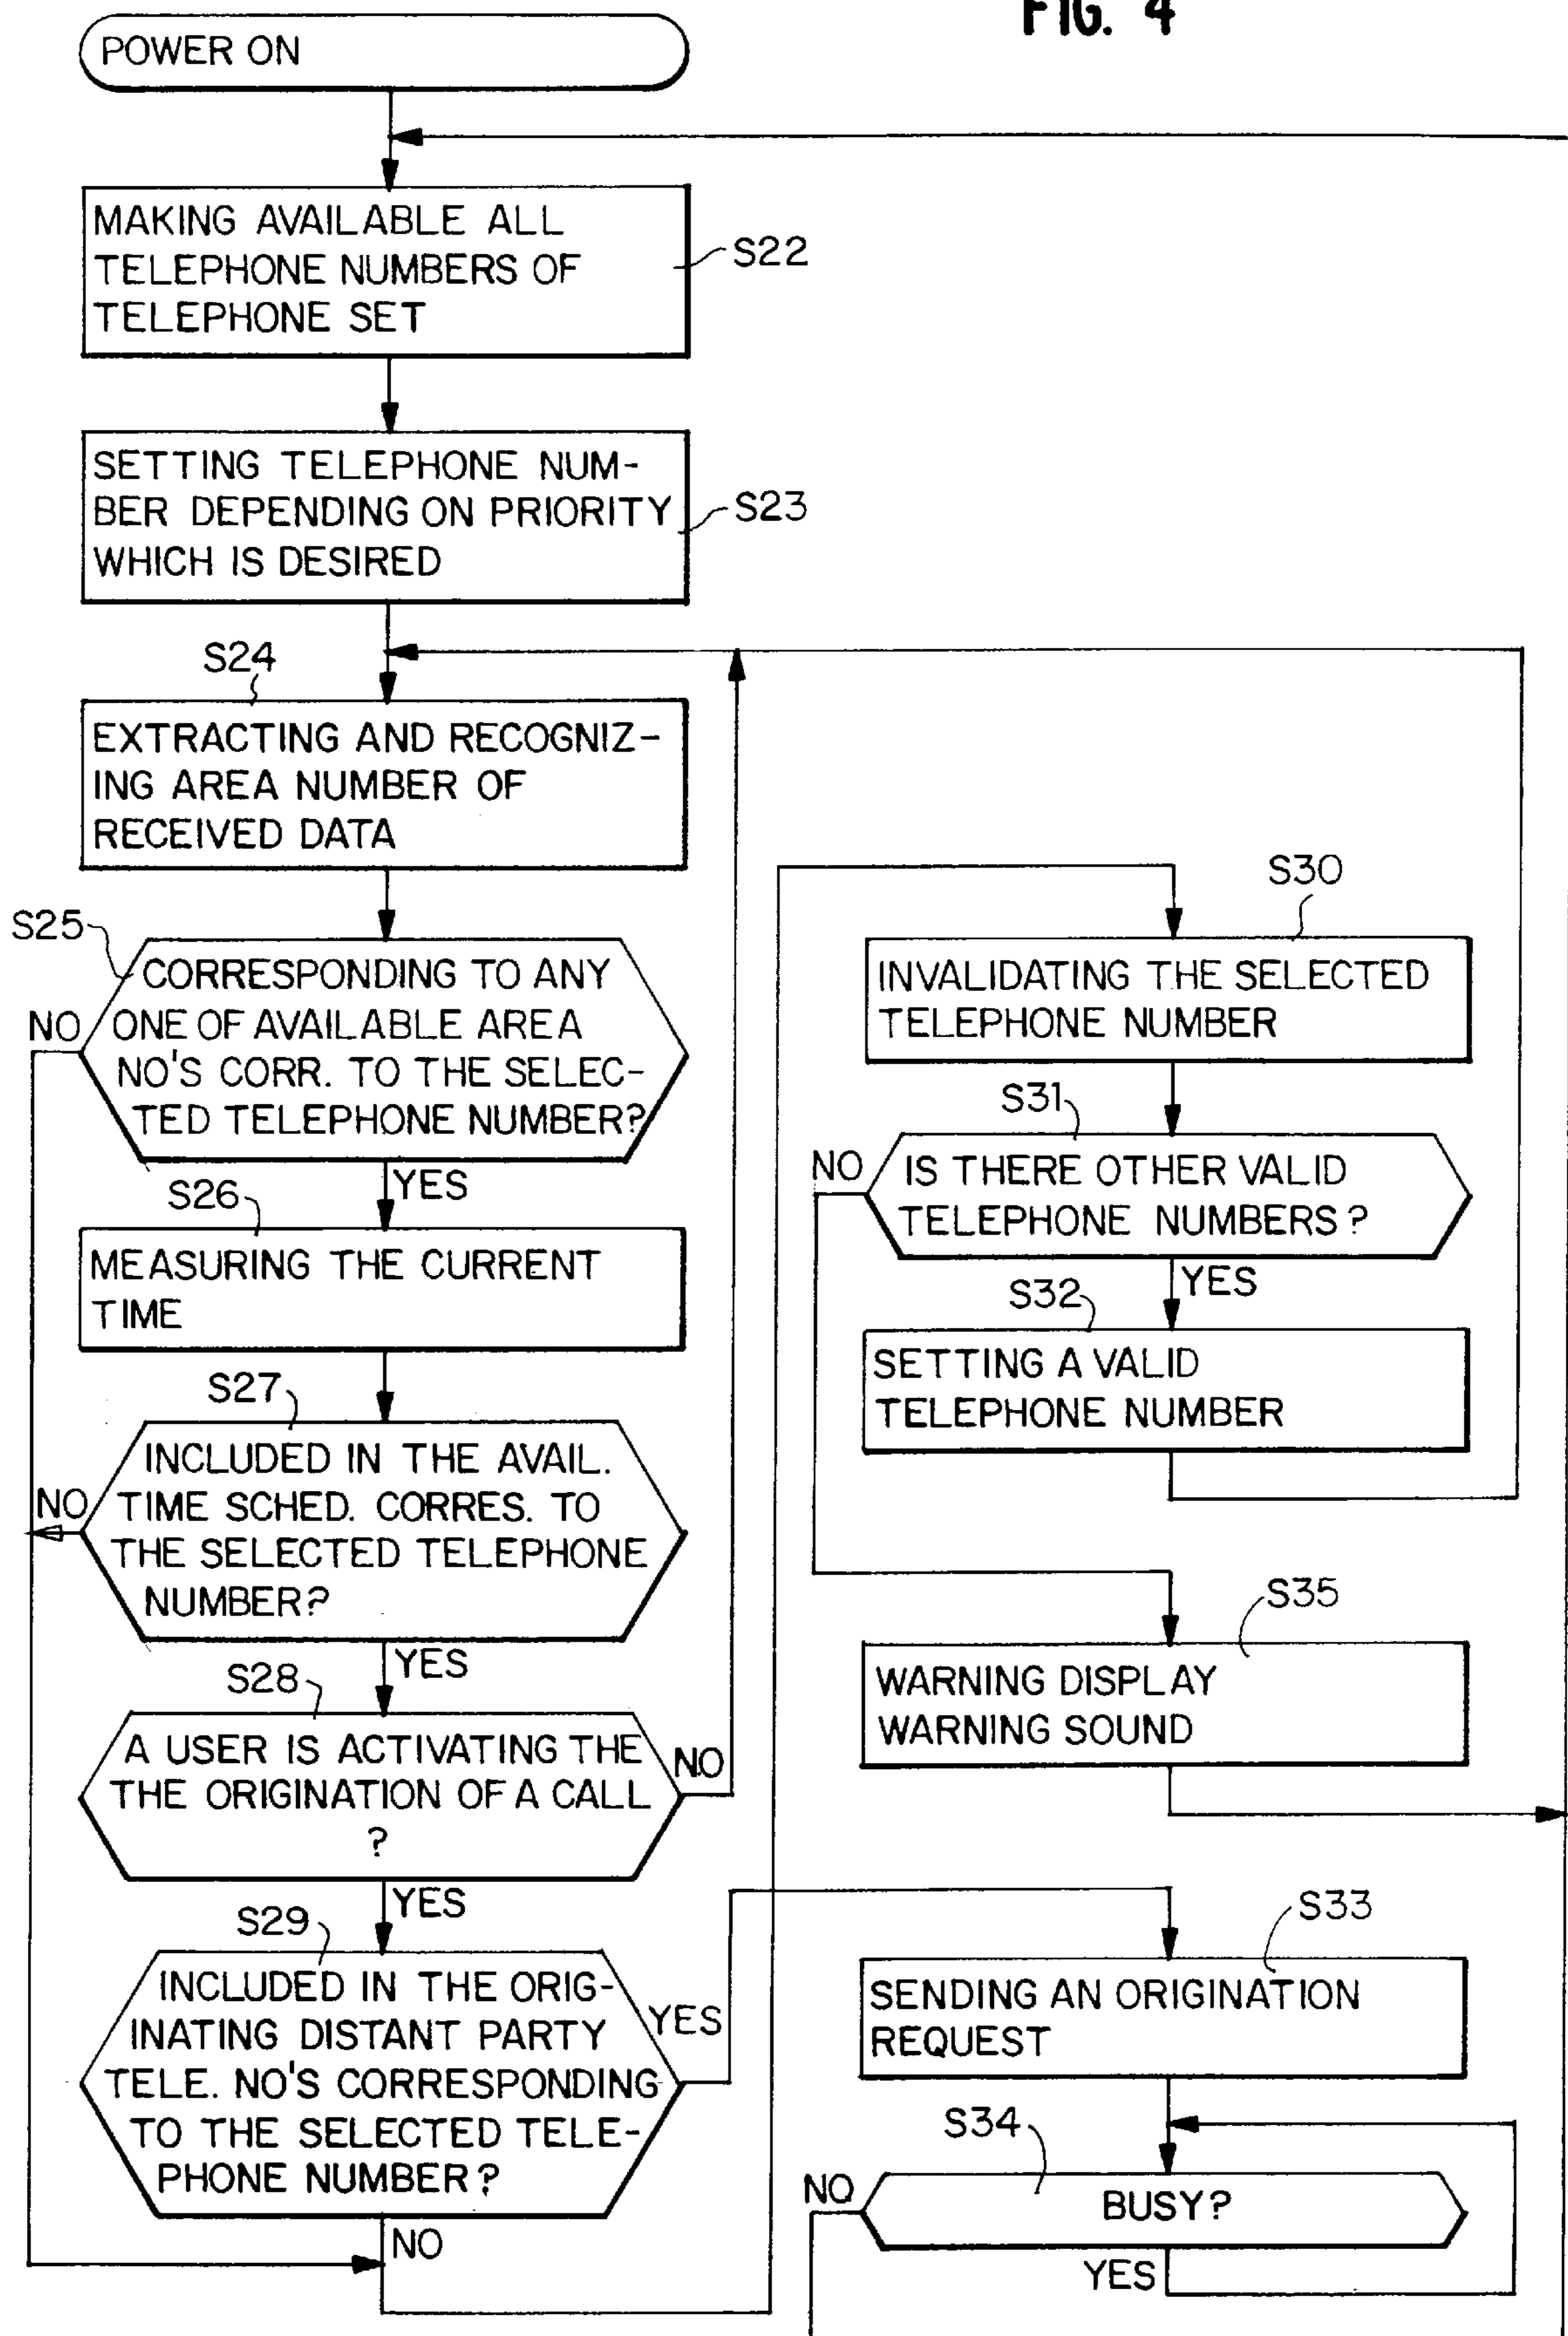 FIG. 4
POWER ON
MAKING AVAILABLE ALL
TELEPHONE NUMBERS OF
TELEPHONE SET
S22
SETTING TELEPHONE NUM-
BER DEPENDING ON PRIORITY
WHICH IS DESIRED
S23
S24
EXTRACTING AND RECOGNIZ-
ING AREA NUMBER OF
RECEIVED DATA
S25
CORRESPONDING TO ANY
ONE OF AVAILABLE AREA
NO'S CORR. TO THE SELEC-
TED TELEPHONE NUMBER?
NO
YES
S26
MEASURING THE CURRENT
TIME
S27
INCLUDED IN THE AVAIL.
TIME SCHED. CORRES. TO
THE SELECTED TELEPHONE
NUMBER?
NO
YES
S28
A USER IS ACTIVATING THE
THE ORIGINATION OF A CALL
?
NO
YES
S29
INCLUDED IN THE ORIG-
INATING DISTANT PARTY
TELE. NO'S CORRESPONDING
TO THE SELECTED TELE-
PHONE NUMBER?
YES
NO
S30
INVALIDATING THE SELECTED
TELEPHONE NUMBER
S31
IS THERE OTHER VALID
TELEPHONE NUMBERS?
NO
YES
S32
SETTING A VALID
TELEPHONE NUMBER
S35
WARNING DISPLAY
WARNING SOUND
S33
SENDING AN ORIGINATION
REQUEST
S34
BUSY?
NO
YES